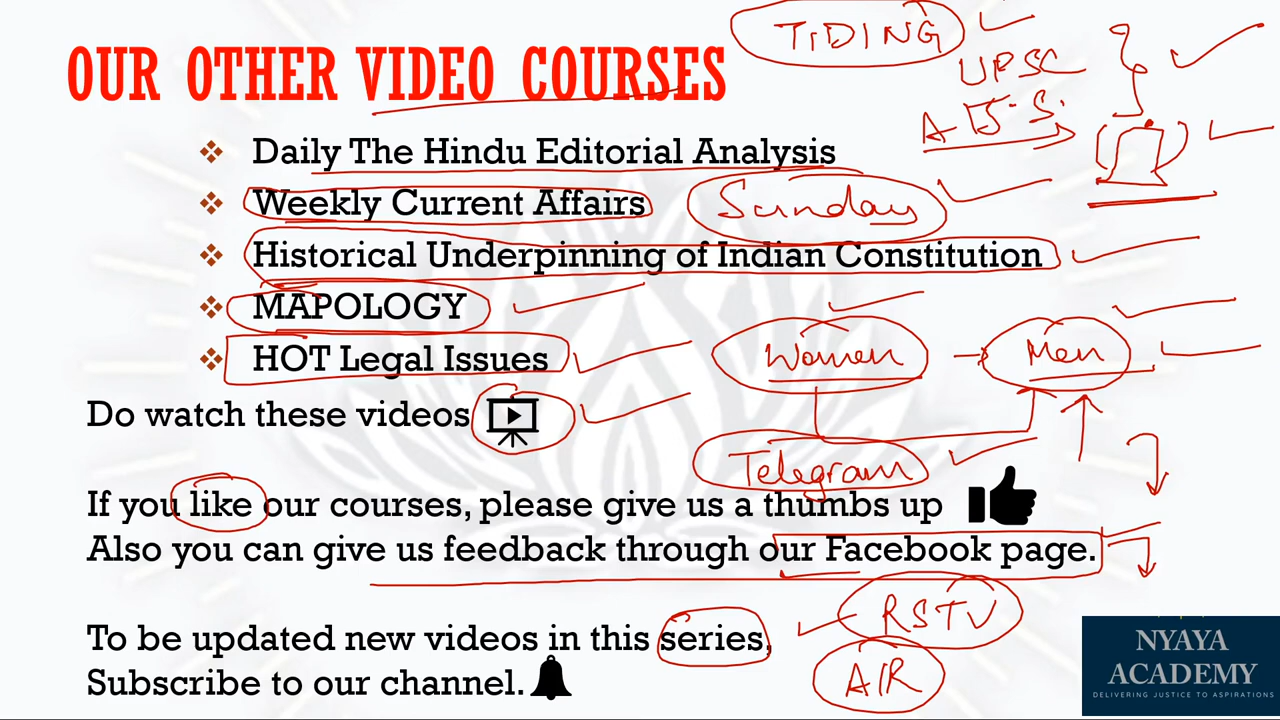 TIDING
UPSC
OUR OTHER VIDEO COURSES
Daily The Hindu Editorial Analysis
Weekly Current Affairs Sunday
Historical Underpinning of Indian Constitution
MAPOLOGY
HOT Legal Issues Women Men
Do watch these videos
Telegram
If you like our courses, please give us a thumbs up
Also you can give us feedback through our Facebook page.
RSTV
To be updated new videos in this series,
Subscribe to our channel. AIR
NYAYA
ACADEMY
DELIVERING JUSTICE TO ASPIRATIONS